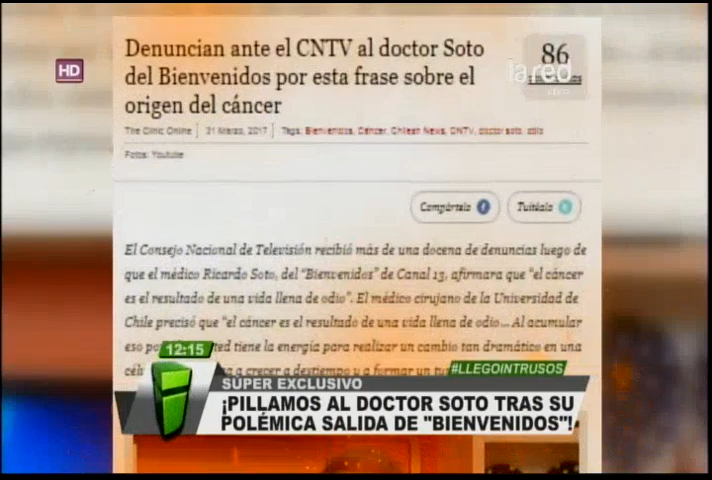 HD
Denuncian ante el CNTV al doctor Soto
del Bienvenidos por esta frase sobre el
origen del cáncer
86
la red
The Clinic Online | 31 Marzo, 2017 | Tags: Bienvenidos, Cáncer, Chilean News, CNTV, doctor soto, odio
Fotos: Youtube
Compártelo
Tuitéalo
El Consejo Nacional de Televisión recibió más de una docena de denuncias luego de
que el médico Ricardo Soto, del "Bienvenidos" de Canal 13, afirmara que "el cáncer
es el resultado de una vida llena de odio". El médico cirujano de la Universidad de
Chile precisó que "el cáncer es el resultado de una vida llena de odio... Al acumular
eso tiene la energía para realizar un cambio tan dramático en una
a crecer a destiempo y a formar un
12:15
#LLEGOINTRUSOS
SÚPER EXCLUSIVO
¡PILLAMOS AL DOCTOR SOTO TRAS SU
POLÉMICA SALIDA DE "BIENVENIDOS"!